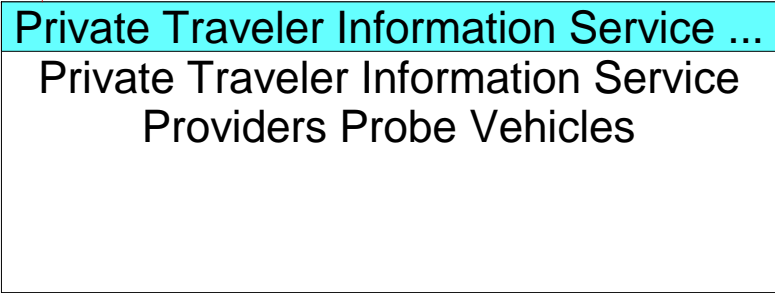 Private Traveler Information Service ...
Private Traveler Information Service
Providers Probe Vehicles